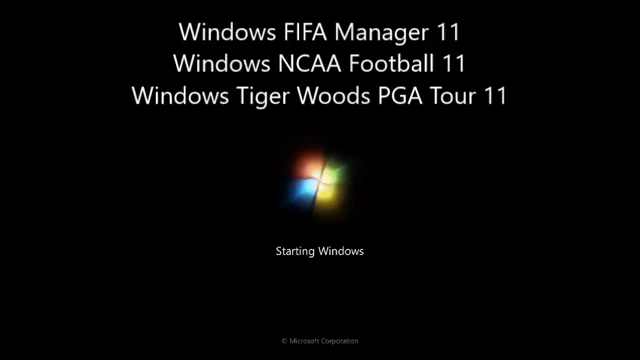 Windows FIFA Manager 11
Windows NCAA Football 11
Windows Tiger Woods PGA Tour 11
Starting Windows
© Microsoft Corporation